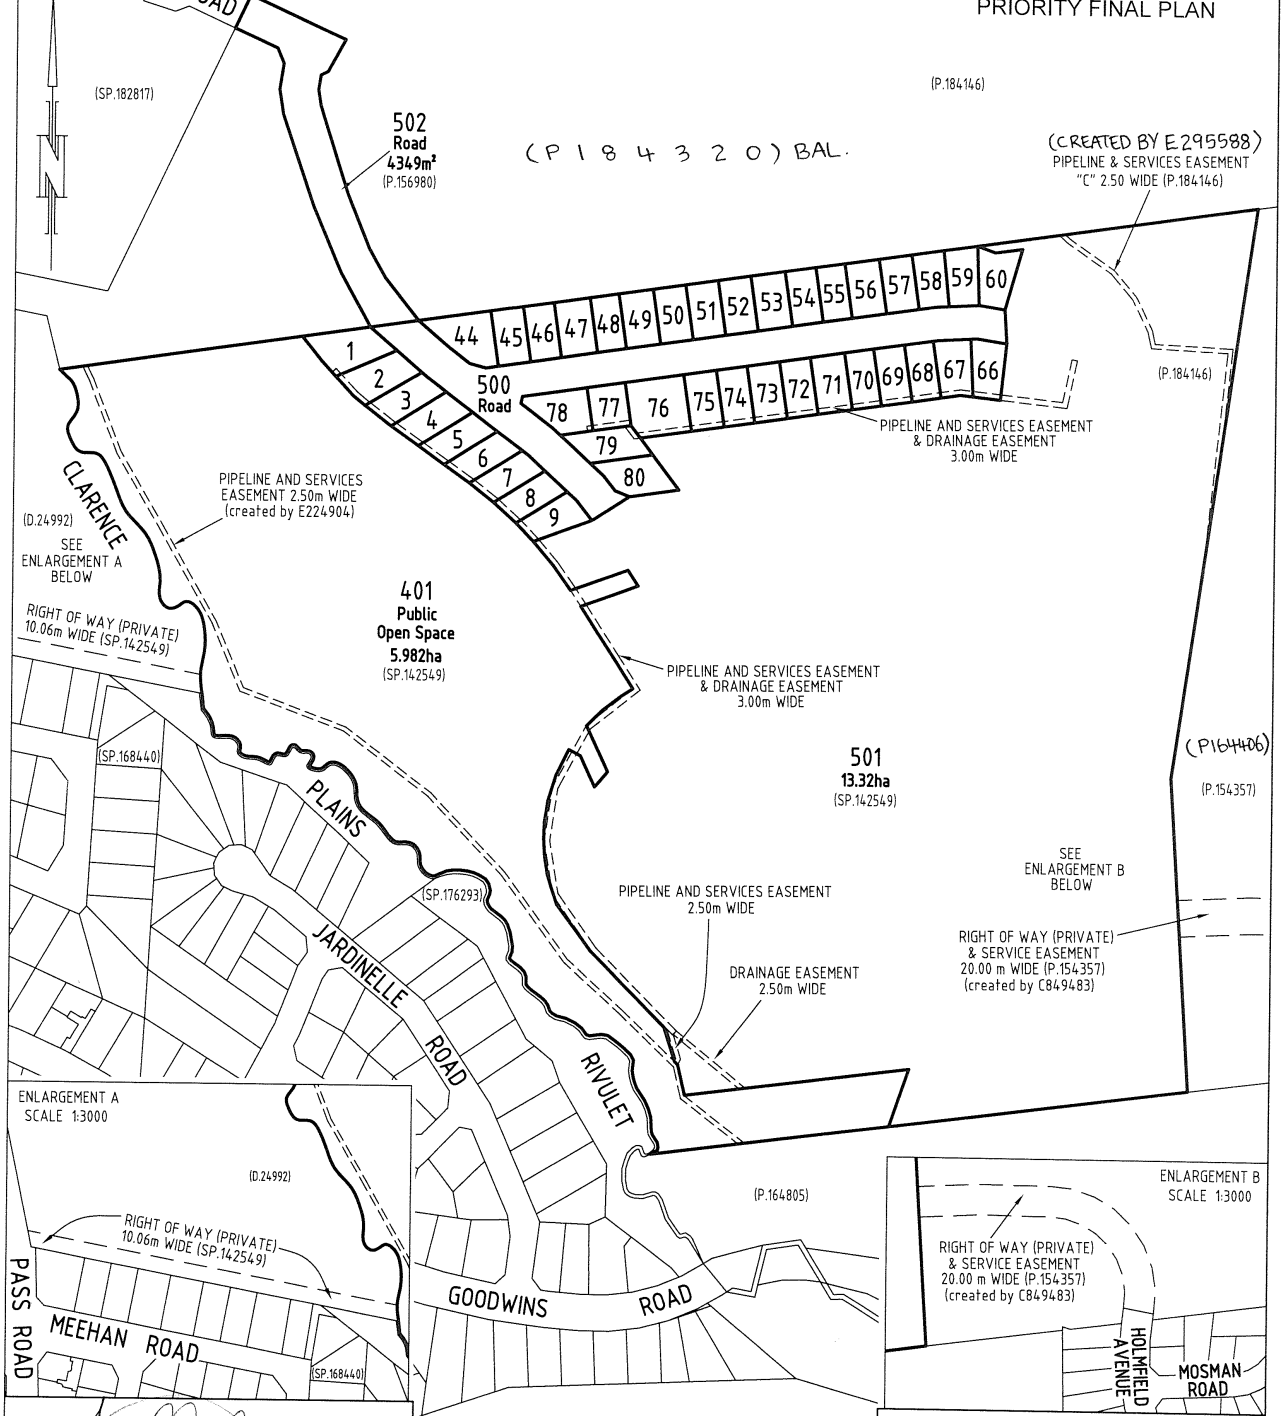 OAD
PRIORITY FINAL PLAN
(SP.182817)
(P.184146)
502
Road
4349m²
(P.156980)
(P184320) BAL.
(CREATED BY E295588)
PIPELINE & SERVICES EASEMENT
"C" 2.50 WIDE (P.184146)
N
44 45 46 47 48 49 50 51 52 53 54 55 56 57 58 59 60
1
2
3
4
5
6
7
8
9
500
Road
78 77 76 75 74 73 72 71 70 69 68 67 66
79
80
(P.184146)
PIPELINE AND SERVICES EASEMENT
& DRAINAGE EASEMENT
3.00m WIDE
CLARENCE
PIPELINE AND SERVICES
EASEMENT 2.50m WIDE
(created by E224904)
(D.24992)
SEE
ENLARGEMENT A
BELOW
RIGHT OF WAY (PRIVATE)
10.06m WIDE (SP.142549)
401
Public
Open Space
5.982ha
(SP.142549)
PIPELINE AND SERVICES EASEMENT
& DRAINAGE EASEMENT
3.00m WIDE
(SP.168440)
501
13.32ha
(SP.142549)
(P164406)
(P.154357)
PLAINS
SEE
ENLARGEMENT B
BELOW
(SP.176293)
PIPELINE AND SERVICES EASEMENT
2.50m WIDE
RIGHT OF WAY (PRIVATE)
& SERVICE EASEMENT
20.00 m WIDE (P.154357)
(created by C849483)
JARDINELLE
ROAD
DRAINAGE EASEMENT
2.50m WIDE
RIVULET
ENLARGEMENT A
SCALE 1:3000
(D.24992)
RIGHT OF WAY (PRIVATE)
10.06m WIDE (SP.142549)
PASS ROAD
MEEHAN ROAD
(SP.168440)
(P.164805)
GOODWINS ROAD
ENLARGEMENT B
SCALE 1:3000
RIGHT OF WAY (PRIVATE)
& SERVICE EASEMENT
20.00 m WIDE (P.154357)
(created by C849483)
HOLMFIELD
AVENUE
MOSMAN
ROAD